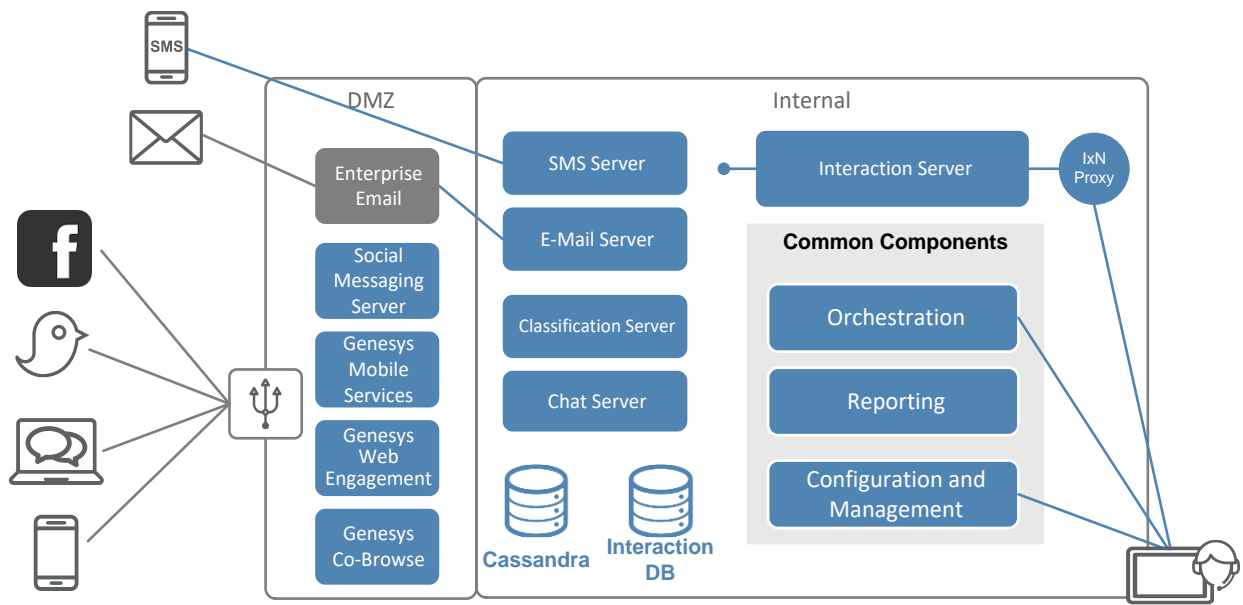 SMS
DMZ
Internal
Enterprise
Email
Social
Messaging
Server
Genesys
Mobile
Services
Genesys
Web
Engagement
Genesys
Co-Browse
SMS Server
E-Mail Server
Classification Server
Chat Server
Cassandra
Interaction
DB
Interaction Server
IxN
Proxy
Common Components
Orchestration
Reporting
Configuration and
Management